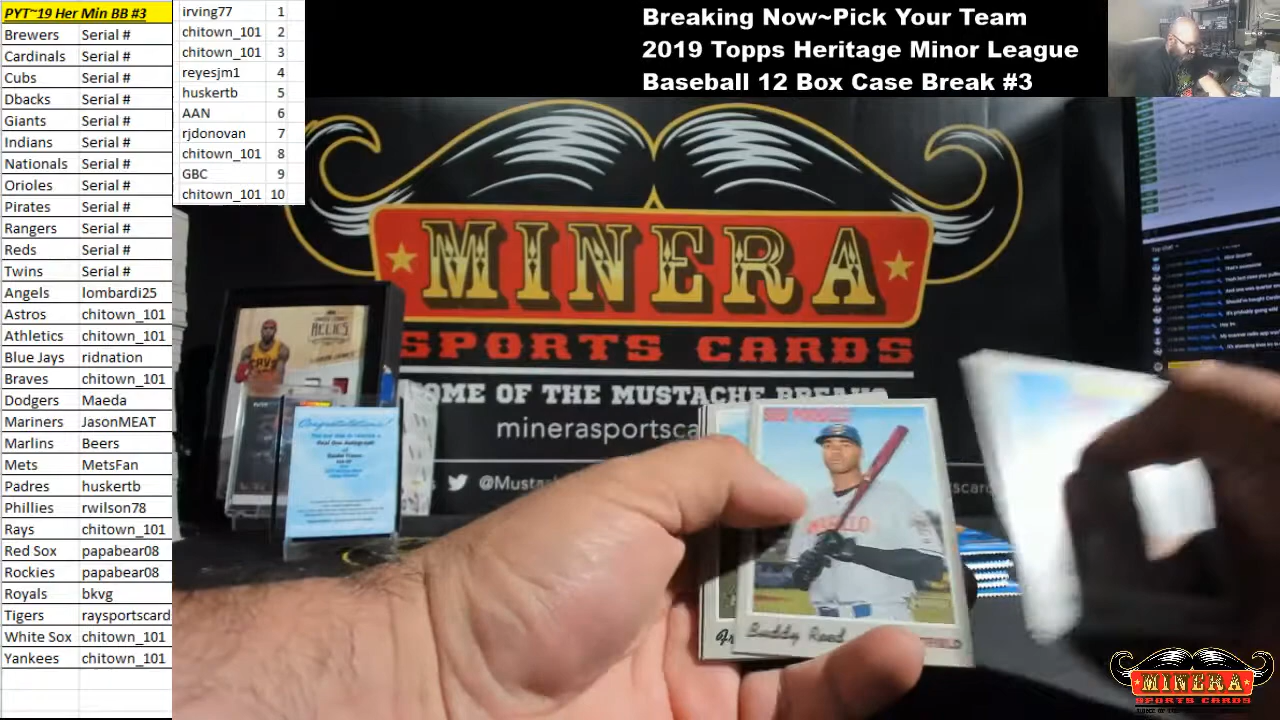 PYT~19 Her Min BB #3
Brewers Serial #
Cardinals Serial #
Cubs Serial #
Dbacks Serial #
Giants Serial #
Indians Serial #
Nationals Serial #
Orioles Serial #
Pirates Serial #
Rangers Serial #
Reds Serial #
Twins Serial #
Angels lombardi25
Astros chitown_101
Athletics chitown_101
Blue Jays ridnation
Braves chitown_101
Dodgers Maeda
Mariners JasonMEAT
Marlins Beers
Mets MetsFan
Padres huskertb
Phillies rwilson78
Rays chitown_101
Red Sox papabear08
Rockies papabear08
Royals bkvg
Tigers raysportscard
White Sox chitown_101
Yankees chitown_101
irving77 1
chitown_101 2
chitown_101 3
reyesjm1 4
huskertb 5
AAN 6
rjdonovan 7
chitown_101 8
GBC 9
chitown_101 10
Breaking Now~Pick Your Team
2019 Topps Heritage Minor League
Baseball 12 Box Case Break #3
MINERA
SPORTS CARDS
OME OF THE MUSTACHE BREAKS
minerasportsca
@Must
RELICS
CAVS
Congratulations!
Buddy Reed
MINERA
SPORTS CARDS